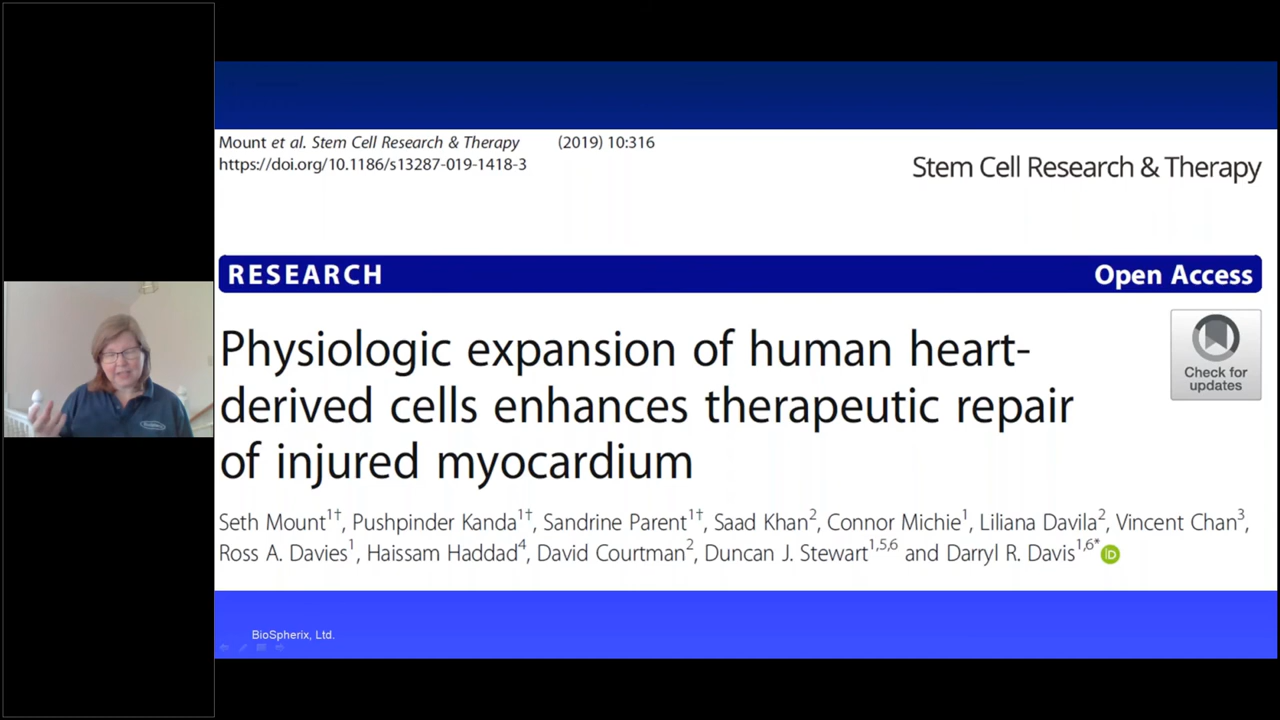 Mount et al. Stem Cell Research & Therapy (2019) 10:316
https://doi.org/10.1186/s13287-019-1418-3
Stem Cell Research & Therapy
RESEARCH Open Access
Check for
updates
Physiologic expansion of human heart-
derived cells enhances therapeutic repair
of injured myocardium
Seth Mount1†, Pushpinder Kanda1†, Sandrine Parent1†, Saad Khan2, Connor Michie1, Liliana Davila2, Vincent Chan3,
Ross A. Davies1, Haissam Haddad4, David Courtman2, Duncan J. Stewart1,5,6 and Darryl R. Davis1,6* iD
BioSpherix, Ltd.